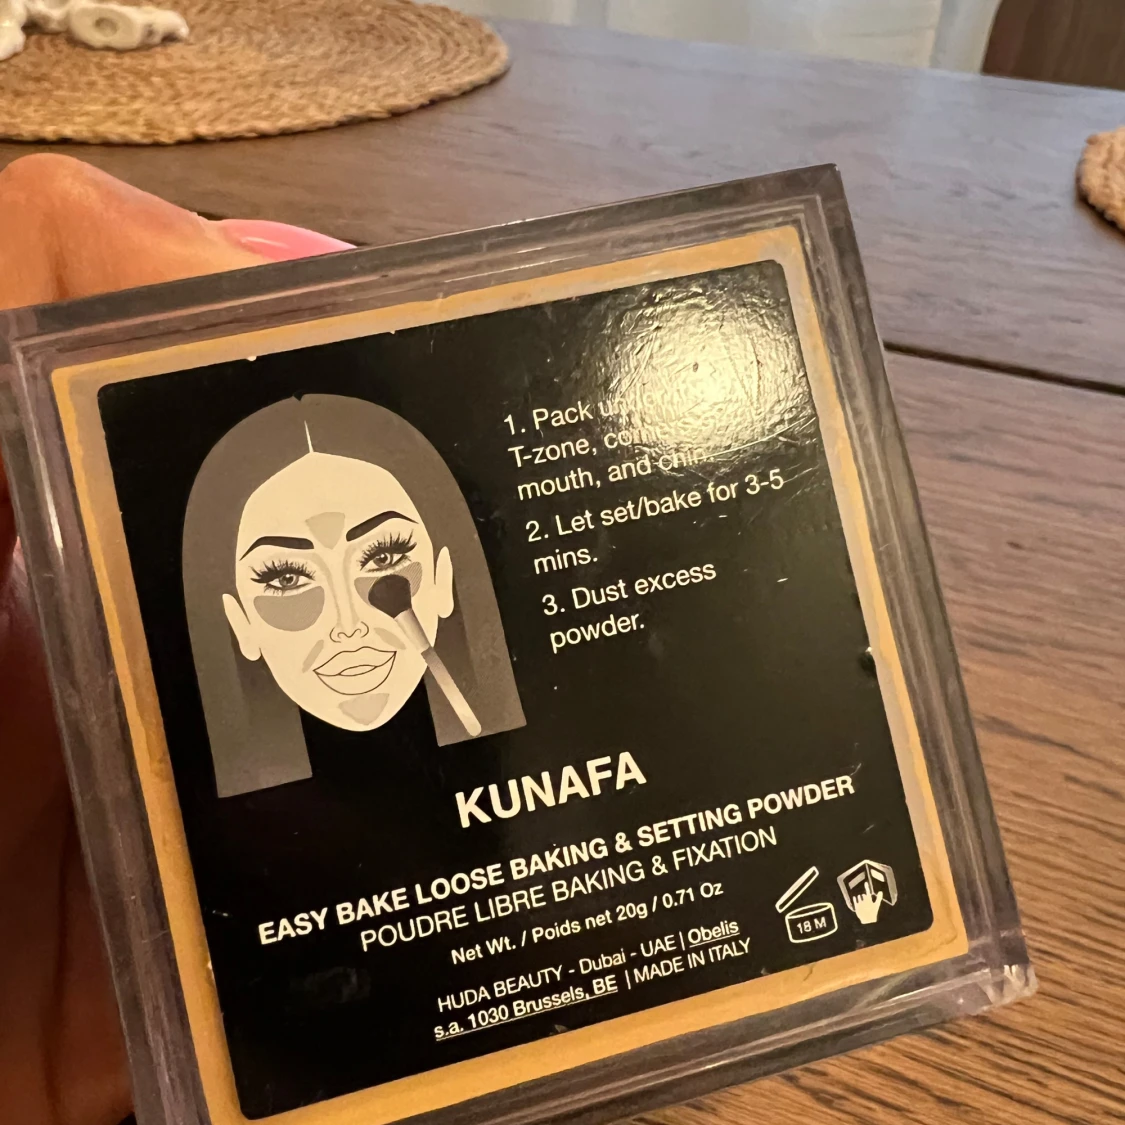 1. Pack
T-zone,
mouth, and chin.
2. Let set/bake for 3-5
mins.
3. Dust excess
powder.
KUNAFA
EASY BAKE LOOSE BAKING & SETTING POWDER
POUDRE LIBRE BAKING & FIXATION
Net Wt. / Poids net 20g / 0.71 Oz
HUDA BEAUTY - Dubai - UAE | Obelis
s.a. 1030 Brussels, BE | MADE IN ITALY
18 M